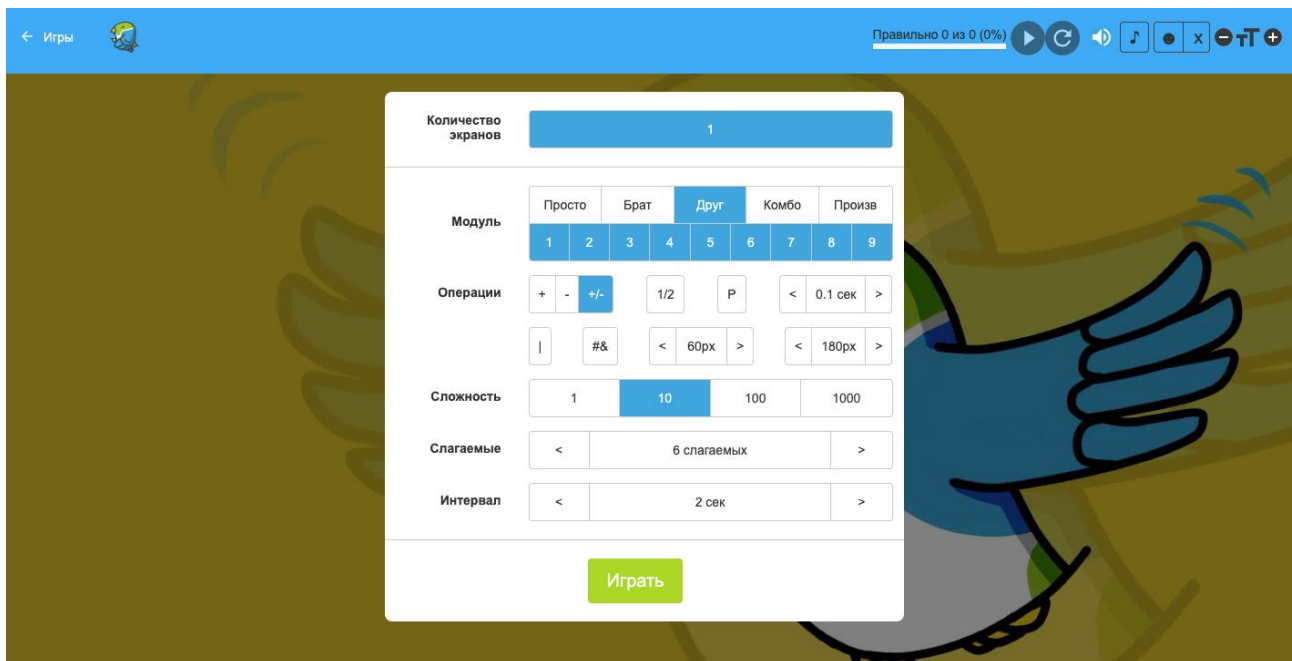 ← Игры
Правильно 0 из 0 (0%)
x
тТ
Количество экранов
1
Модуль
Просто Брат Друг Комбо Произв
1 2 3 4 5 6 7 8 9
Операции
+ - +/- 1/2 P < 0.1 сек >
| #& < 60px > < 180px >
Сложность
1 10 100 1000
Слагаемые
< 6 слагаемых >
Интервал
< 2 сек >
Играть